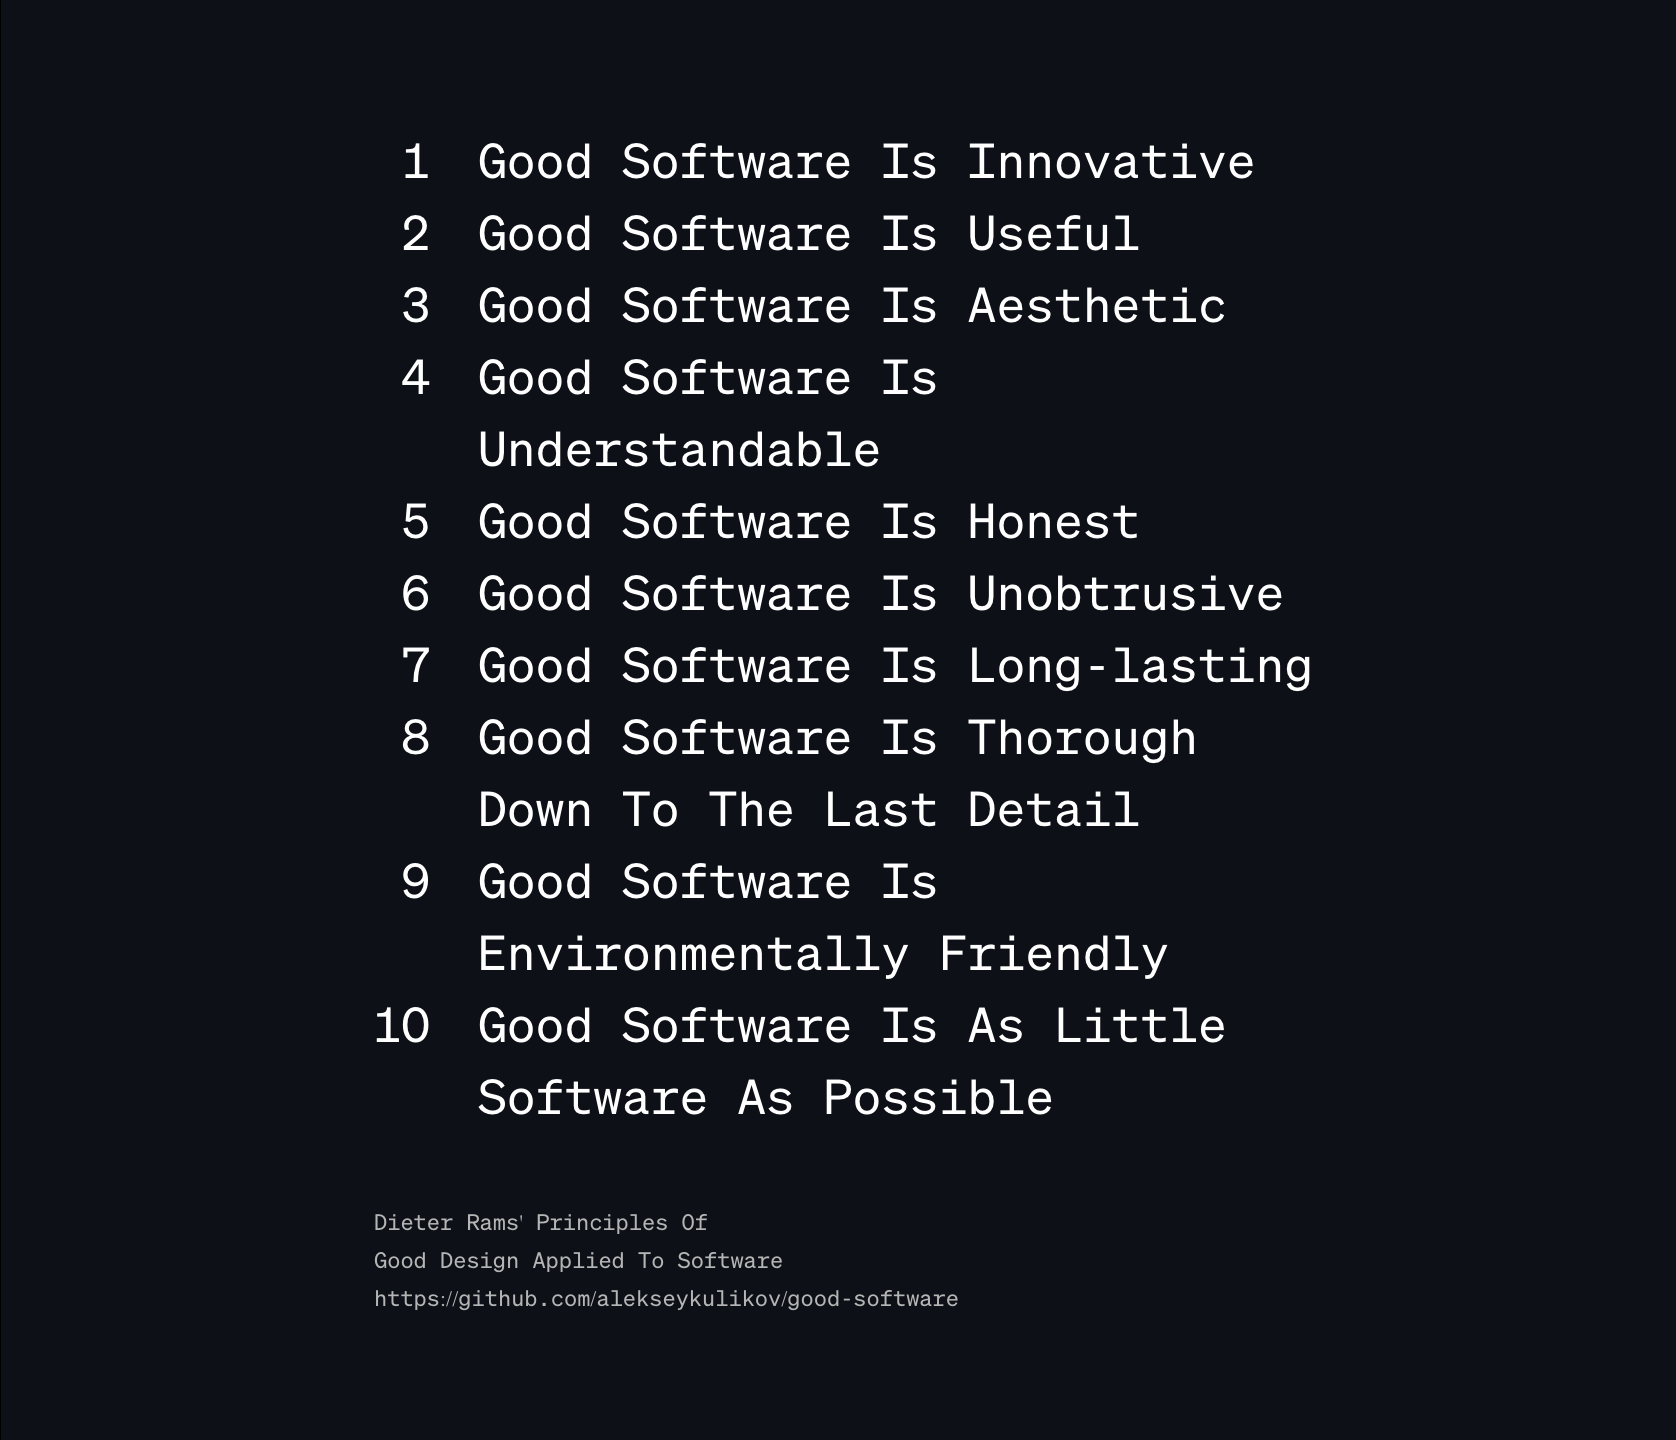 1 Good Software Is Innovative
2 Good Software Is Useful
3 Good Software Is Aesthetic
4 Good Software Is
Understandable
5 Good Software Is Honest
6 Good Software Is Unobtrusive
7 Good Software Is Long-lasting
8 Good Software Is Thorough
Down To The Last Detail
9 Good Software Is
Environmentally Friendly
10 Good Software Is As Little
Software As Possible
Dieter Rams' Principles Of
Good Design Applied To Software
https://github.com/alekseykulikov/good-software